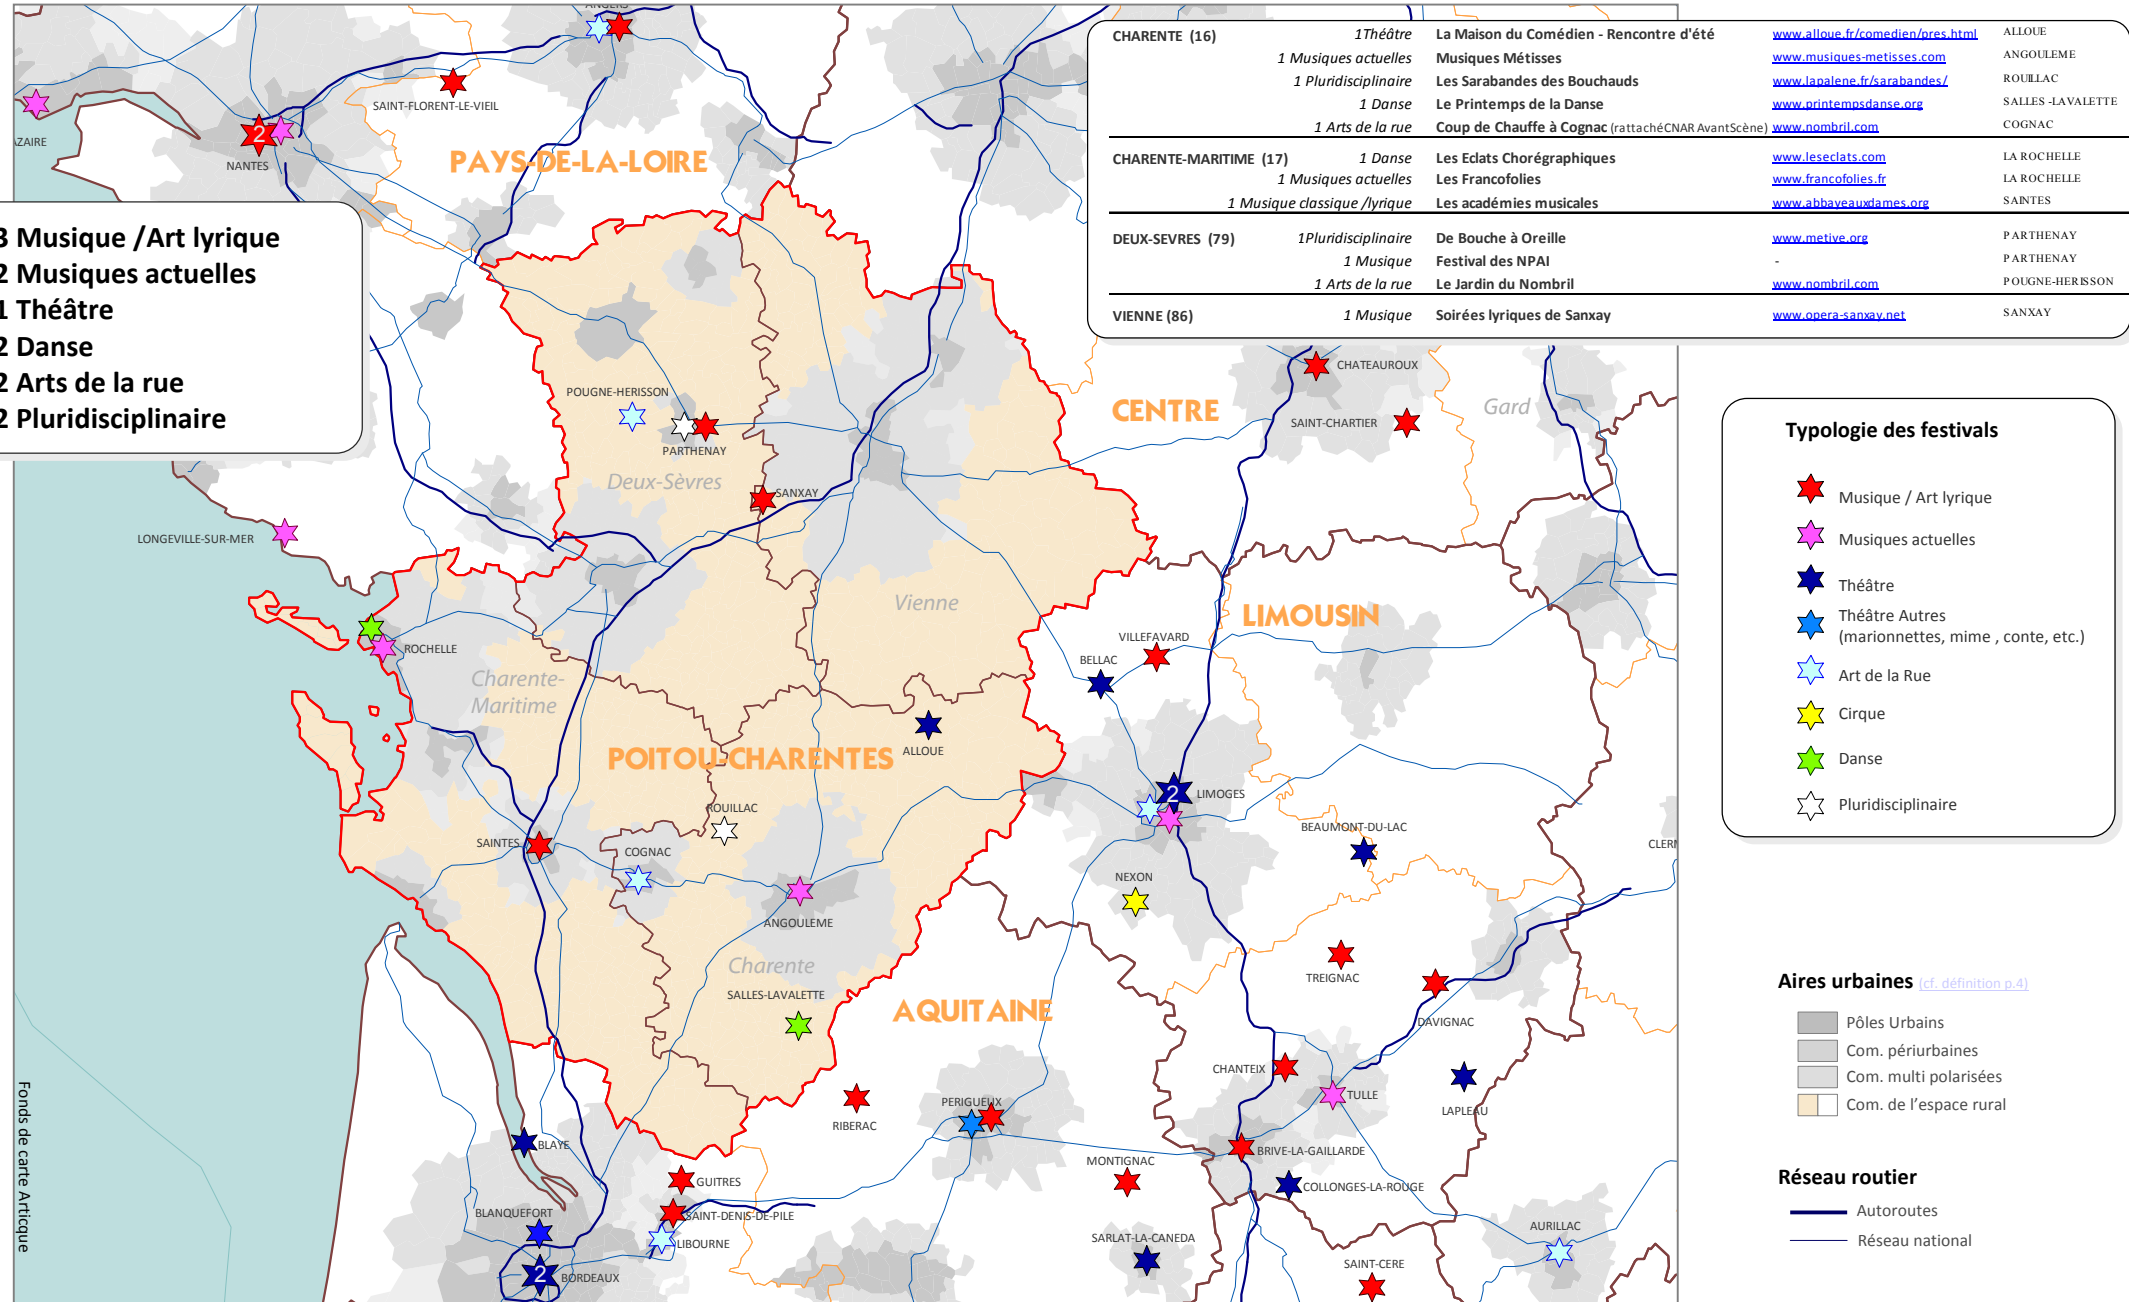 CHARENTE (16) 1Théâtre La Maison du Comédien - Rencontre d'été www.alloue.fr/comedien/pres.html ALLOUE
1 Musiques actuelles Musiques Métisses www.musiques-metisses.com ANGOULEME
1 Pluridisciplinaire Les Sarabandes des Bouchauds www.lapalene.fr/sarabandes/ ROUILLAC
1 Danse Le Printemps de la Danse www.printempsdanse.org SALLES -LAVALETTE
1 Arts de la rue Coup de Chauffe à Cognac (rattachéCNAR AvantScène) www.nombril.com COGNAC
CHARENTE-MARITIME (17) 1 Danse Les Eclats Chorégraphiques www.leseclats.com LA ROCHELLE
1 Musiques actuelles Les Francofolies www.francofolies.fr LA ROCHELLE
1 Musique classique /lyrique Les académies musicales www.abbayeauxdames.org SAINTES
DEUX-SEVRES (79) 1Pluridisciplinaire De Bouche à Oreille www.metive.org PARTHENAY
1 Musique Festival des NPAI - PARTHENAY
1 Arts de la rue Le Jardin du Nombril www.nombril.com POUGNE-HERISSON
VIENNE (86) 1 Musique Soirées lyriques de Sanxay www.opera-sanxay.net SANXAY
3 Musique /Art lyrique
2 Musiques actuelles
1 Théâtre
2 Danse
2 Arts de la rue
2 Pluridisciplinaire
ANGERS
SAINT-FLORENT-LE-VIEIL
AZAIRE
2
NANTES
PAYS-DE-LA-LOIRE
CHATEAUROUX
CENTRE
Gard
SAINT-CHARTIER
POUGNE-HERISSON
PARTHENAY
Deux-Sèvres
SANXAY
LONGEVILLE-SUR-MER
Vienne
LIMOUSIN
VILLEFAVARD
ROCHELLE
BELLAC
Charente-
Maritime
ALLOUE
POITOU-CHARENTES
2
LIMOGES
ROUILLAC
BEAUMONT-DU-LAC
SAINTES
CLERM
COGNAC
NEXON
ANGOULEME
Charente
TREIGNAC
SALLES-LAVALETTE
AQUITAINE
DAVIGNAC
CHANTEIX
TULLE
PERIGUEUX
LAPLEAU
RIBERAC
BLAYE
BRIVE-LA-GAILLARDE
MONTIGNAC
GUITRES
COLLONGES-LA-ROUGE
BLANQUEFORT
SAINT-DENIS-DE-PILE
AURILLAC
LIBOURNE
SARLAT-LA-CANEDA
SAINT-CERE
2
BORDEAUX
Fonds de carte Articque
Typologie des festivals
Musique / Art lyrique
Musiques actuelles
Théâtre
Théâtre Autres
(marionnettes, mime , conte, etc.)
Art de la Rue
Cirque
Danse
Pluridisciplinaire
Aires urbaines (cf. définition p.4)
Pôles Urbains
Com. périurbaines
Com. multi polarisées
Com. de l'espace rural
Réseau routier
Autoroutes
Réseau national